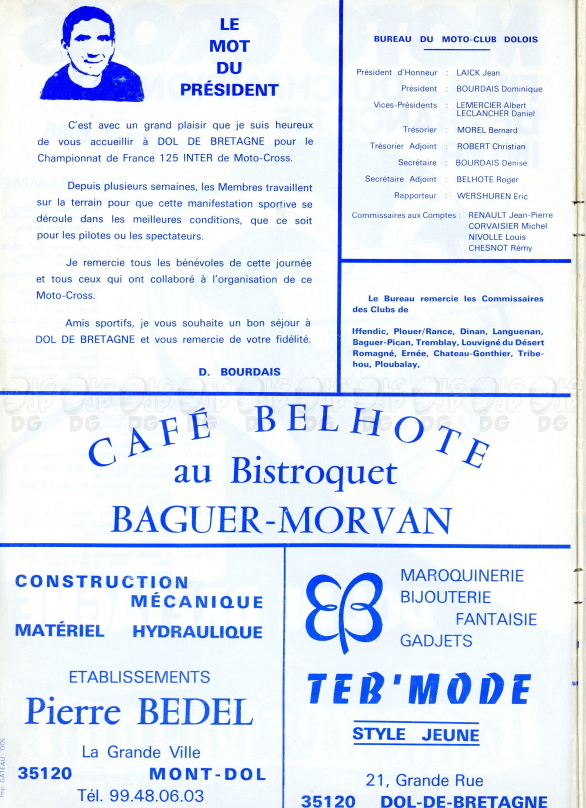 LE
MOT
DU
PRÉSIDENT
C'est avec un grand plaisir que je suis heureux
de vous accueillir à DOL DE BRETAGNE pour le
Championnat de France 125 INTER de Moto-Cross.
Depuis plusieurs semaines, les Membres travaillent
sur la terrain pour que cette manifestation sportive se
déroule dans les meilleures conditions, que ce soit
pour les pilotes ou les spectateurs.
Je remercie tous les bénévoles de cette journée
et tous ceux qui ont collaboré à l'organisation de ce
Moto-Cross.
Amis sportifs, je vous souhaite un bon séjour à
DOL DE BRETAGNE et vous remercie de votre fidélité.
D. BOURDAIS
BUREAU DU MOTO-CLUB DOLOIS
Président d'Honneur : LAICK Jean
Président : BOURDAIS Dominique
Vices-Présidents : LEMERCIER Albert
LECLANCHER Daniel
Trésorier : MOREL Bernard
Trésorier Adjoint : ROBERT Christian
Secrétaire : BOURDAIS Denise
Secrétaire Adjoint : BELHOTE Roger
Rapporteur : WERSHUREN Eric
Commissaires aux Comptes : RENAULT Jean-Pierre
CORVAISIER Michel
NIVOLLE Louis
CHESNOT Rémy
Le Bureau remercie les Commissaires
des Clubs de
Iffendic, Plouer/Rance, Dinan, Languenan,
Baguer-Pican, Tremblay, Louvigné du Désert
Romagné, Ernée, Chateau-Gonthier, Tribe-
hou, Ploubalay,
CAFÉ BELHOTE
au Bistroquet
BAGUER-MORVAN
CONSTRUCTION
MÉCANIQUE
MATÉRIEL HYDRAULIQUE
ETABLISSEMENTS
Pierre BEDEL
La Grande Ville
35120 MONT-DOL
Tél. 99.48.06.03
MAROQUINERIE
BIJOUTERIE
FANTAISIE
GADJETS
TEB'MODE
STYLE JEUNE
21, Grande Rue
35120 DOL-DE-BRETAGNE
Imp. GATEAU - DOL